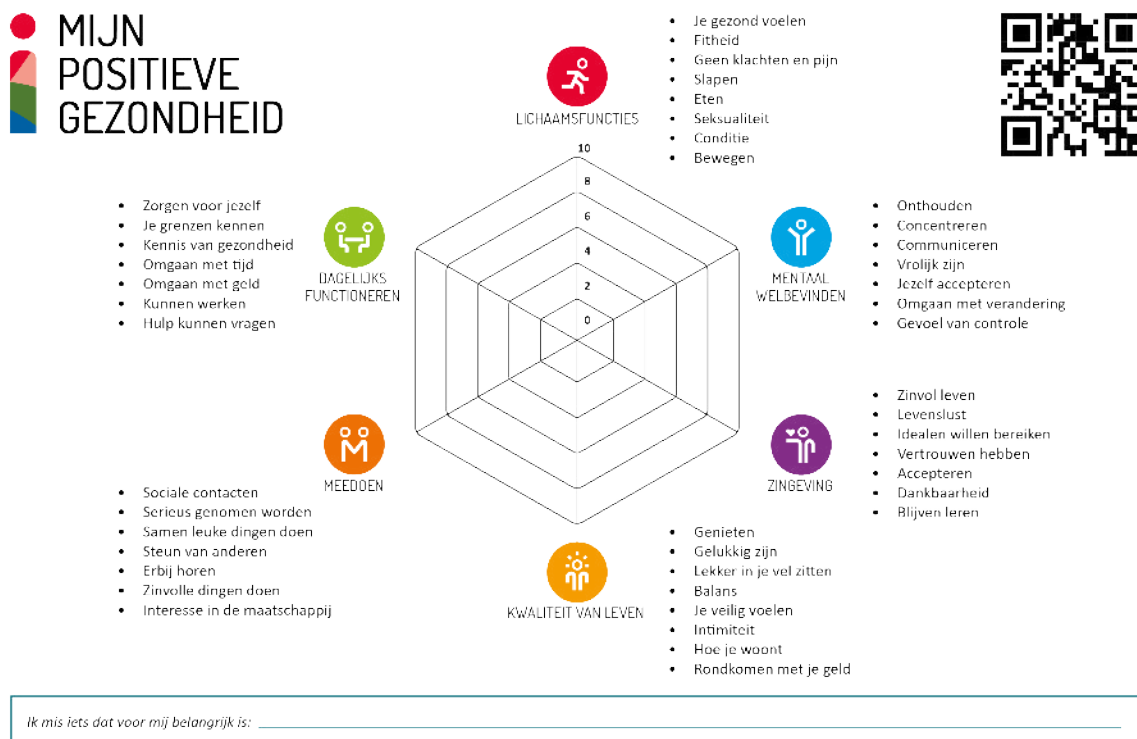 MIJN
POSITIEVE
GEZONDHEID
LICHAAMSFUNCTIES
• Je gezond voelen
• Fitheid
• Geen klachten en pijn
• Slapen
• Eten
• Seksualiteit
• Conditie
• Bewegen
10
8
6
4
2
0
• Zorgen voor jezelf
• Je grenzen kennen
• Kennis van gezondheid
• Omgaan met tijd
• Omgaan met geld
• Kunnen werken
• Hulp kunnen vragen
DAGELIJKS
FUNCTIONEREN
MENTAAL
WELBEVINDEN
• Onthouden
• Concentreren
• Communiceren
• Vrolijk zijn
• Jezelf accepteren
• Omgaan met verandering
• Gevoel van controle
MEEDOEN
• Sociale contacten
• Serieus genomen worden
• Samen leuke dingen doen
• Steun van anderen
• Erbij horen
• Zinvolle dingen doen
• Interesse in de maatschappij
ZINGEVING
• Zinvol leven
• Levenslust
• Idealen willen bereiken
• Vertrouwen hebben
• Accepteren
• Dankbaarheid
• Blijven leren
KWALITEIT VAN LEVEN
• Genieten
• Gelukkig zijn
• Lekker in je vel zitten
• Balans
• Je veilig voelen
• Intimiteit
• Hoe je woont
• Rondkomen met je geld
Ik mis iets dat voor mij belangrijk is: